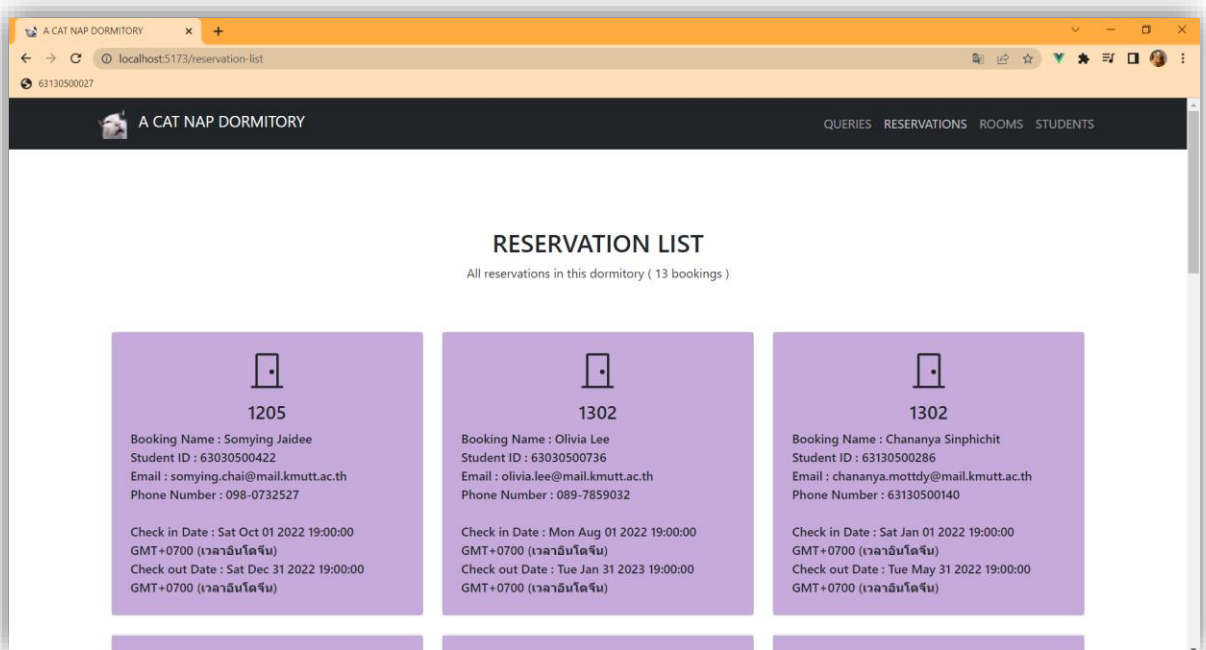 A CAT NAP DORMITORY
localhost:5173/reservation-list
63130500027
A CAT NAP DORMITORY
QUERIES RESERVATIONS ROOMS STUDENTS
RESERVATION LIST
All reservations in this dormitory ( 13 bookings )
1205
Booking Name : Somying Jaidee
Student ID : 63030500422
Email : somying.chai@mail.kmutt.ac.th
Phone Number : 098-0732527
Check in Date : Sat Oct 01 2022 19:00:00
GMT+0700 (เวลาอินโดจีน)
Check out Date : Sat Dec 31 2022 19:00:00
GMT+0700 (เวลาอินโดจีน)
1302
Booking Name : Olivia Lee
Student ID : 63030500736
Email : olivia.lee@mail.kmutt.ac.th
Phone Number : 089-7859032
Check in Date : Mon Aug 01 2022 19:00:00
GMT+0700 (เวลาอินโดจีน)
Check out Date : Tue Jan 31 2023 19:00:00
GMT+0700 (เวลาอินโดจีน)
1302
Booking Name : Chananya Sinphichit
Student ID : 63130500286
Email : chananya.mottdy@mail.kmutt.ac.th
Phone Number : 63130500140
Check in Date : Sat Jan 01 2022 19:00:00
GMT+0700 (เวลาอินโดจีน)
Check out Date : Tue May 31 2022 19:00:00
GMT+0700 (เวลาอินโดจีน)